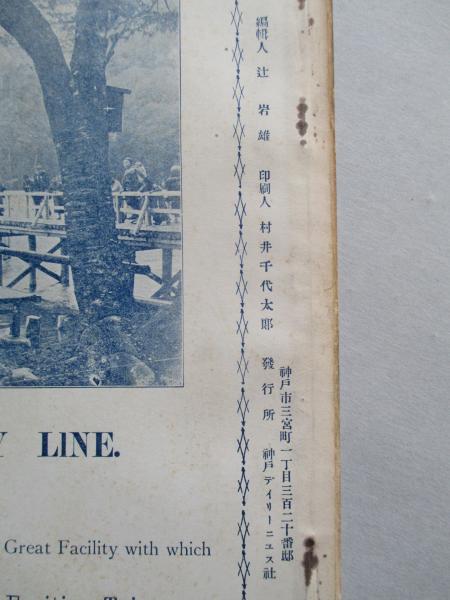 編輯人 辻 岩雄 印刷人 村井千代太郎 發行所 神戸デイリーニュース社
神戸市三宮町一丁目三百二十番邸
LINE.
Great Facility with which